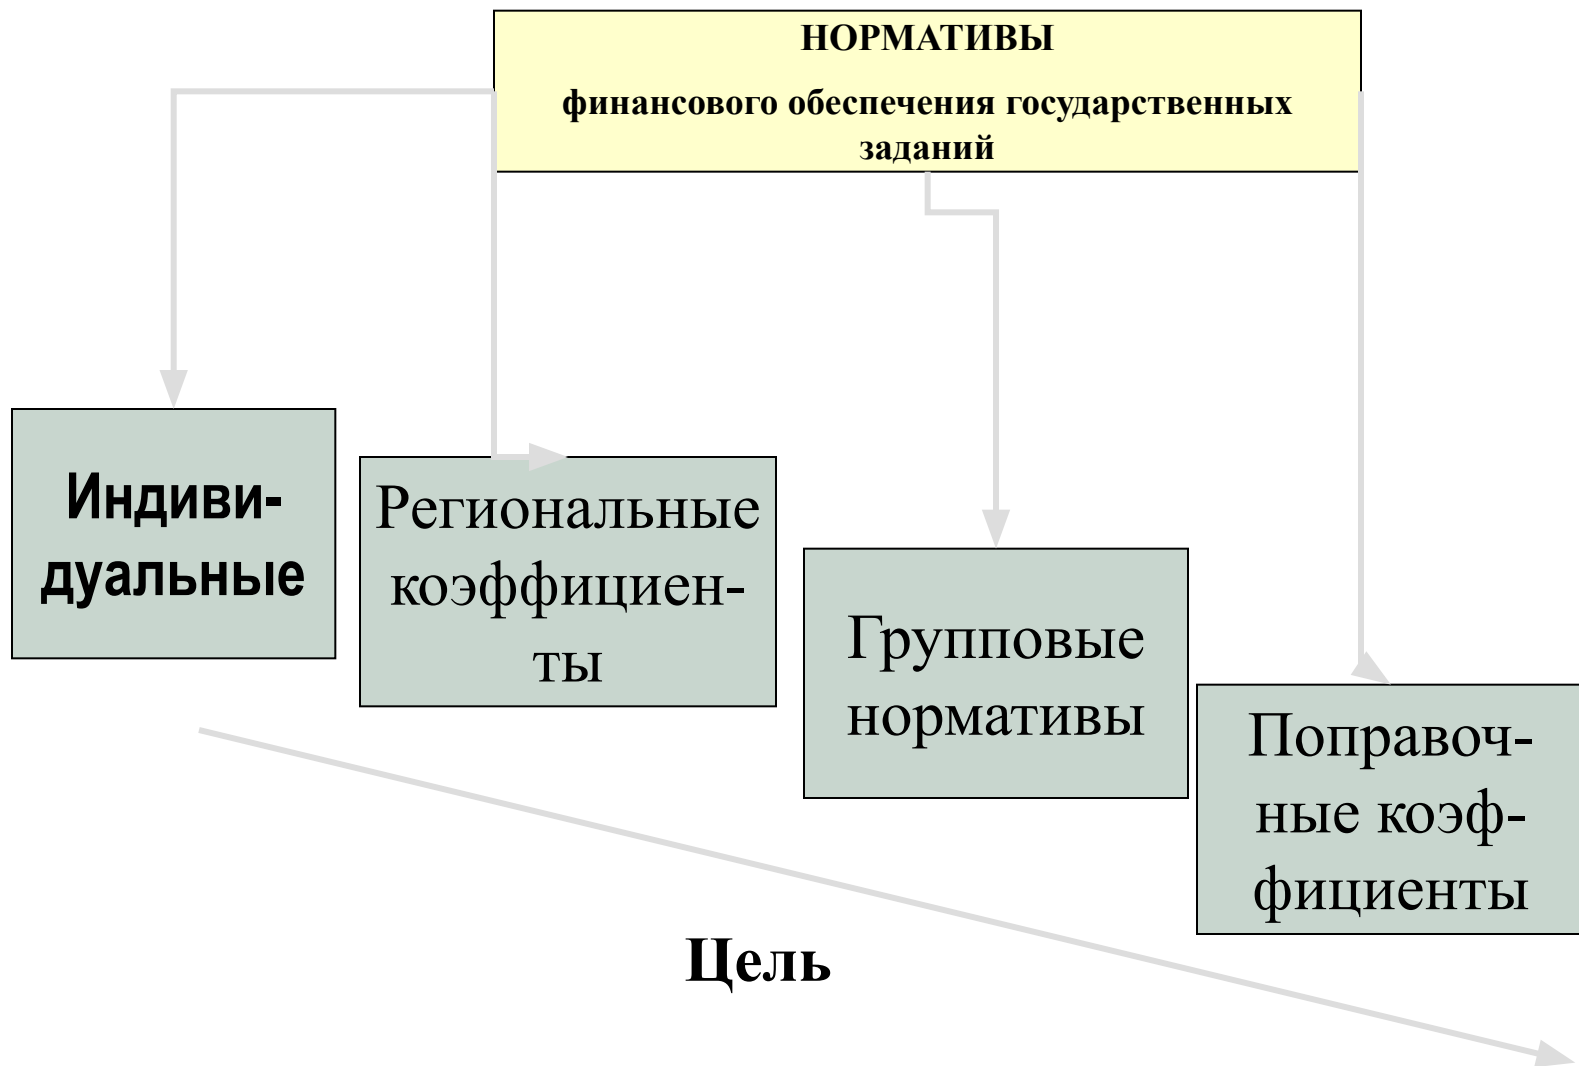 НОРМАТИВЫ
финансового обеспечения государственных
заданий
Индиви-
дуальные
Региональные
коэффициен-
ты
Групповые
нормативы
Поправоч-
ные коэф-
фициенты
Цель